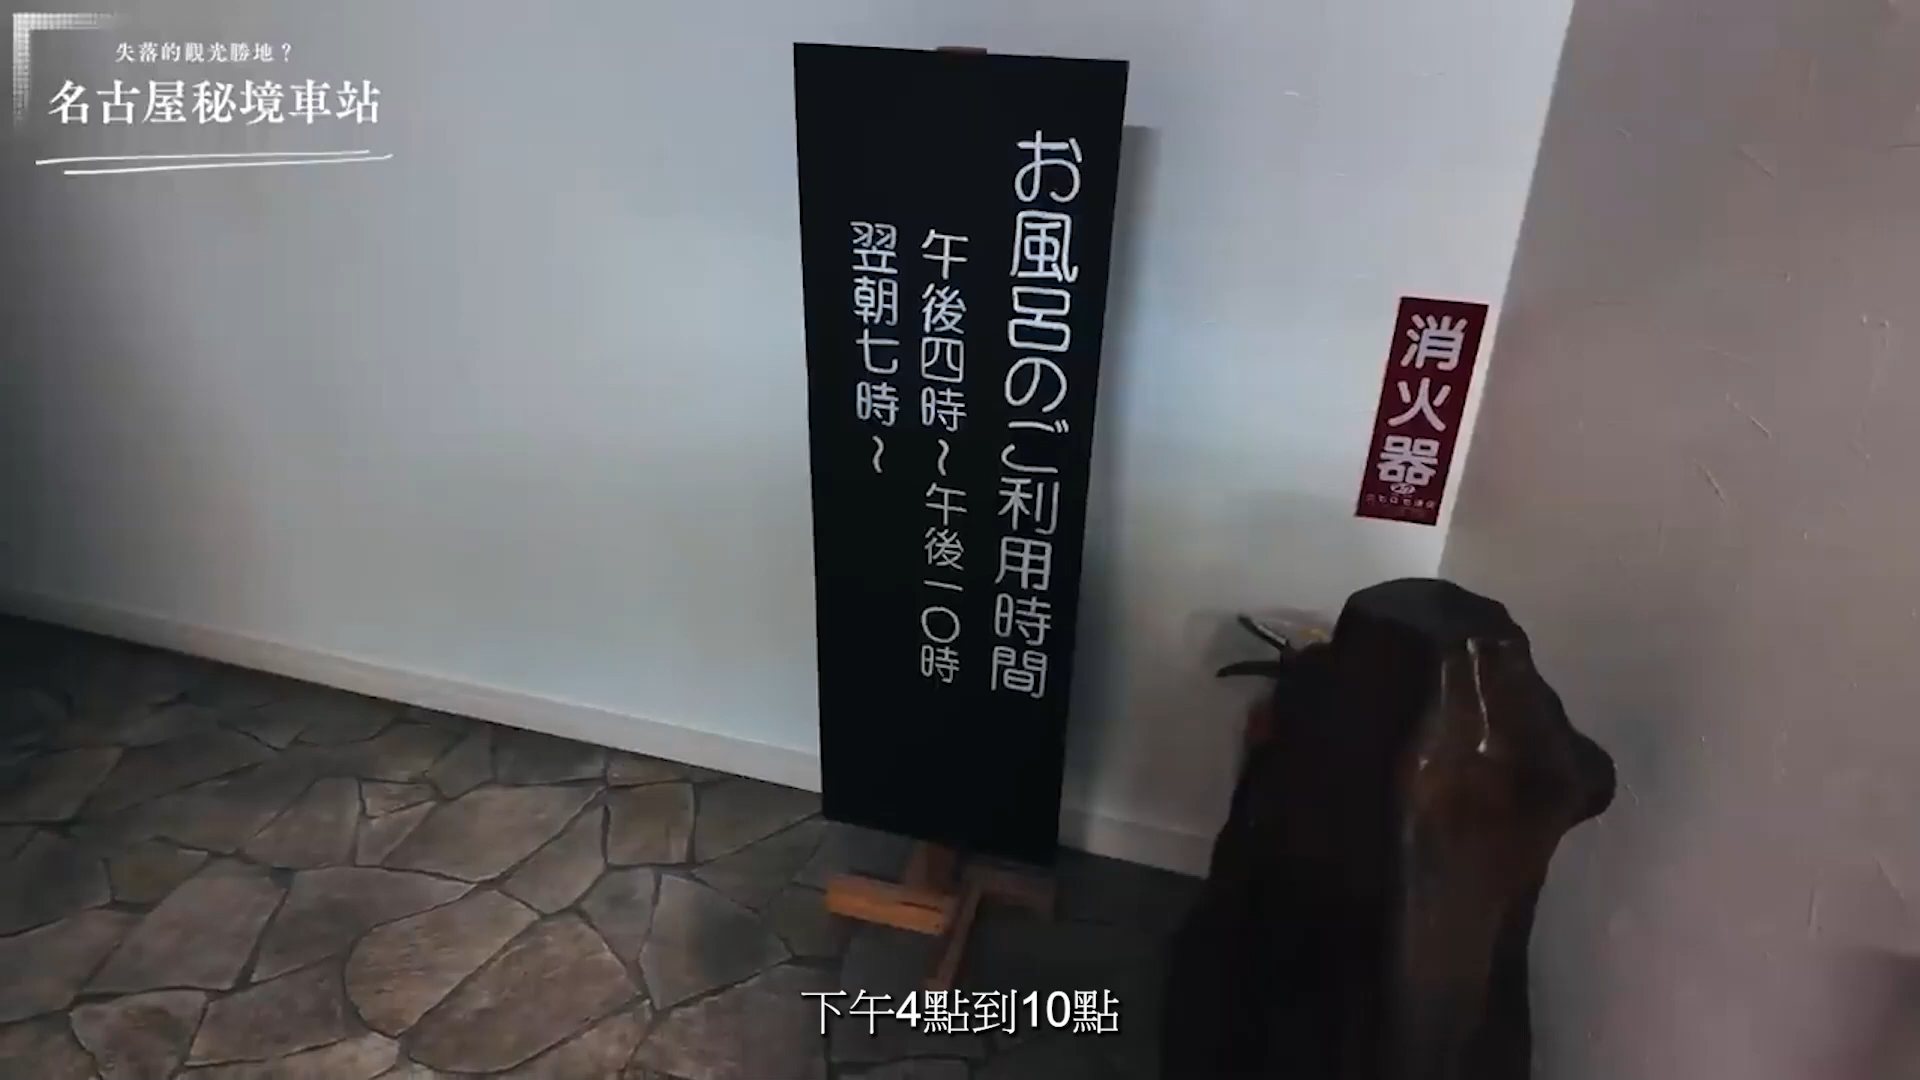 失落的觀光勝地？
名古屋秘境車站
お風呂のご利用時間
午後四時～午後一〇時
翌朝七時～
消火器
下午4點到10點